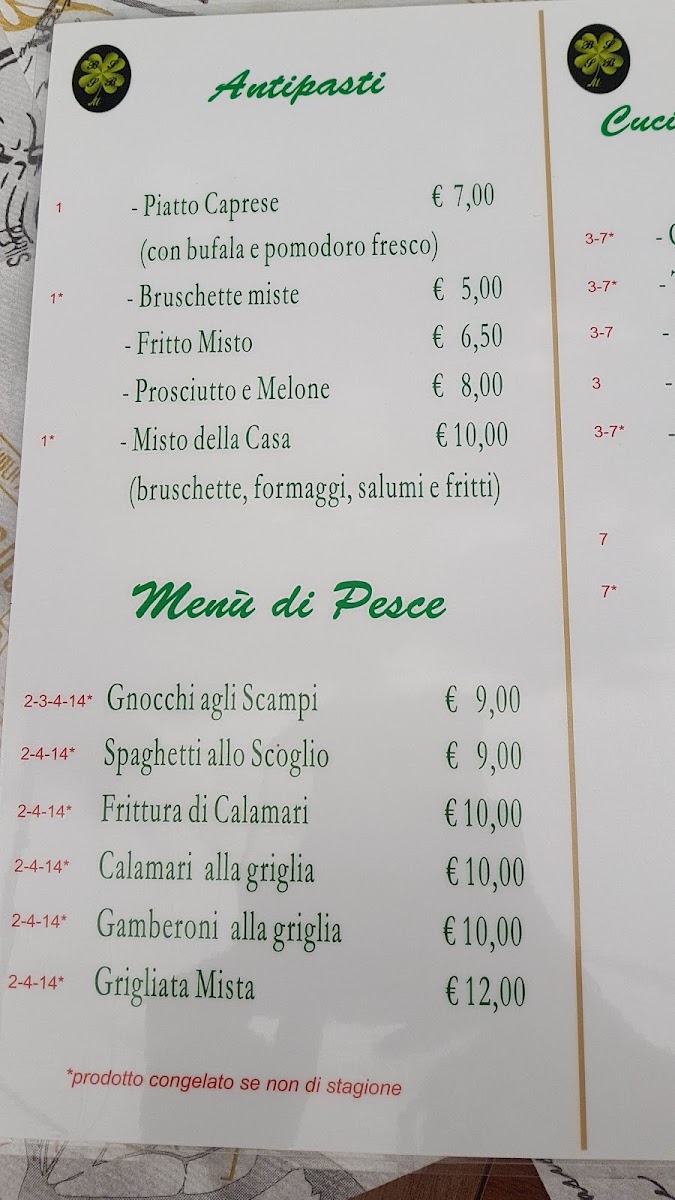 Antipasti
1 - Piatto Caprese € 7,00
(con bufala e pomodoro fresco)
1* - Bruschette miste € 5,00
- Fritto Misto € 6,50
- Prosciutto e Melone € 8,00
1* - Misto della Casa € 10,00
(bruschette, formaggi, salumi e fritti)
Menù di Pesce
2-3-4-14* Gnocchi agli Scampi € 9,00
2-4-14* Spaghetti allo Scoglio € 9,00
2-4-14* Frittura di Calamari € 10,00
2-4-14* Calamari alla griglia € 10,00
2-4-14* Gamberoni alla griglia € 10,00
2-4-14* Grigliata Mista € 12,00
*prodotto congelato se non di stagione
Cuci
3-7* -
3-7* -
3-7 -
3 -
3-7* -
7
7*